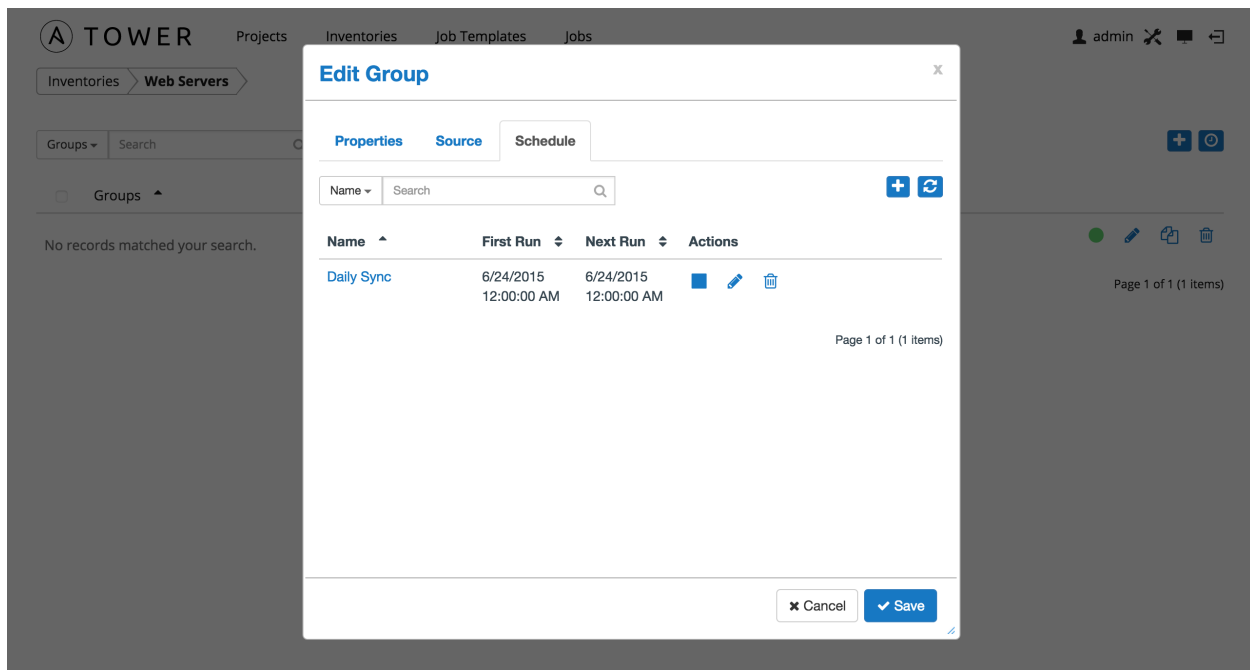 A TOWER Projects Inventories Job Templates Jobs admin
Inventories Web Servers
Groups Search
Groups
No records matched your search.
Page 1 of 1 (1 items)
Edit Group x
Properties Source Schedule
Name Search
Name First Run Next Run Actions
Daily Sync 6/24/2015 6/24/2015
12:00:00 AM 12:00:00 AM
Page 1 of 1 (1 items)
Cancel Save